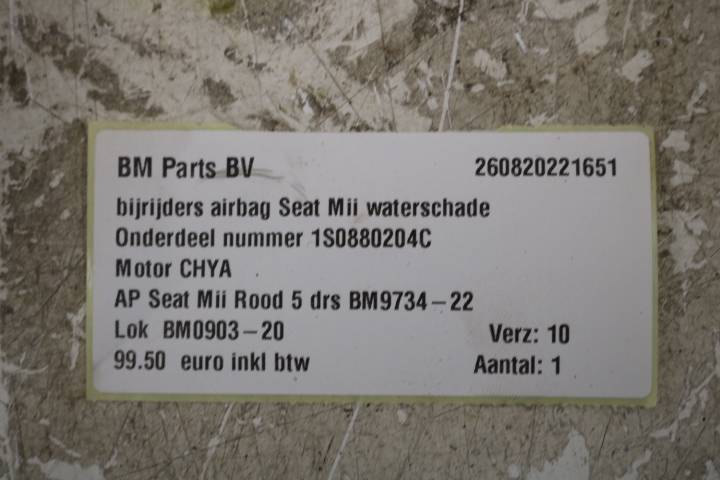 BM Parts BV 260820221651
bijrijders airbag Seat Mii waterschade
Onderdeel nummer 1S0880204C
Motor CHYA
AP Seat Mii Rood 5 drs BM9734-22
Lok BM0903-20 Verz: 10
99.50 euro inkl btw Aantal: 1